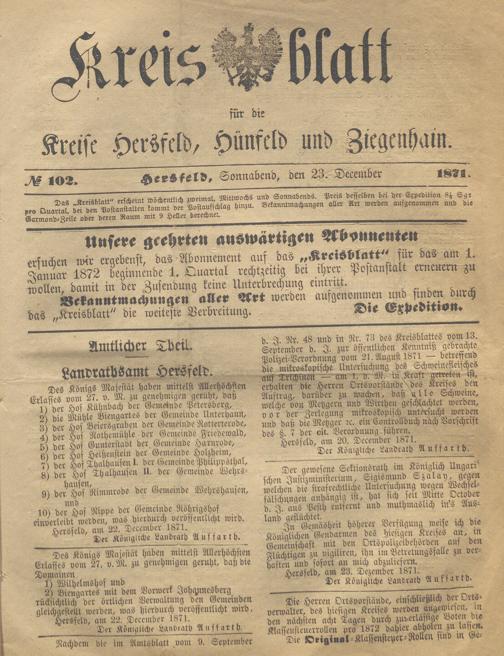 Kreis blatt
für die
Kreise Hersfeld, Hünfeld und Ziegenhain.
№ 102. Hersfeld, Sonnabend, den 23. December 1871.
Das „Kreisblatt“ erscheint wöchentlich zweimal, Mittwochs und Sonnabends. Preis desselben bei der Expedition 8¼ Sgr
pro Quartal, bei den Postanstalten kommt der Postaufschlag hinzu. Bekanntmachungen aller Art werden aufgenommen und die
Garmond-Zeile oder deren Raum mit 9 Heller berechnet.
Unsere geehrten auswärtigen Abonnenten
ersuchen wir ergebenst, das Abonnement auf das „Kreisblatt“ für das am 1.
Januar 1872 beginnende 1. Quartal rechtzeitig bei ihrer Postanstalt erneuern zu
wollen, damit in der Zusendung keine Unterbrechung eintritt.
Bekanntmachungen aller Art werden aufgenommen und finden durch
das „Kreisblatt“ die weiteste Verbreitung. Die Expedition.
Amtlicher Theil.
Landrathsamt Hersfeld.
Des Königs Majestät haben mittelst Allerhöchsten
Erlasses vom 27. v. M. zu genehmigen geruht, daß
1) der Hof Kühnbach der Gemeinde Petersberg,
2) die Mühle Biengartes der Gemeinde Unterhaun,
3) der Hof Beiersgraben der Gemeinde Rotterterode,
4) der Hof Rothemühle der Gemeinde Friedewald,
5) der Hof Guntelrod der Gemeinde Hattrode,
6) der Hof Heißenstein der Gemeinde Holzheim,
7) der Hof Thalhausen I. der Gemeinde Philippsthal,
8) der Hof Thalhausen II. der Gemeinde Wehrs-
hausen,
9) der Hof Nimmrode der Gemeinde Wehrshausen,
und
10) der Hof Nippe der Gemeinde Röhrigshof
einverleibt werden, was hierdurch veröffentlicht wird.
Hersfeld, am 22. December 1871.
Der Königliche Landrath Auffarth.
Des Königs Majestät haben mittelst Allerhöchsten
Erlasses vom 27. v. M. zu genehmigen geruht, daß die
Domainen
1) Wilhelmshof und
2) Biengartes mit dem Vorwerk Johannesberg
rücksichtlich der örtlichen Verwaltung den Gemeinden
gleichgestellt werden, was hierdurch veröffentlicht wird.
Hersfeld, am 22. December 1871.
Der Königliche Landrath Auffarth.
Nachdem die im Amtsblatt vom 9. September
d. J. Nr. 48 und in Nr. 73 des Kreisblattes vom 13.
September d. J. zur öffentlichen Kenntniß gebrachte
Polizei-Verordnung vom 21. August 1871 — betreffend
die mikroskopische Untersuchung des Schweinefleisches
auf Trichinen — am 1. v. M. in Kraft getreten ist,
erhalten die Herren Ortsvorstände des Kreises den
Auftrag, darüber zu wachen, daß alle Schweine,
welche von Metzgern und Wirthen geschlachtet werden,
vor der Zerlegung mikroskopisch untersucht werden
und daß die Metzger ec. ein Controlbuch nach Vorschrift
des §. 7 der cit. Verordnung führen.
Hersfeld, am 20. December 1871.
Der Königliche Landrath Auffarth.
Der gewesene Sektionsrath im Königlich Ungari-
schen Justizministerium, Sigismund Szalay, gegen
welchen die strafrechtliche Untersuchung wegen Wechsel-
fälschungen anhängig ist, hat sich seit Mitte October
d. J. aus Pesth entfernt und muthmaslich in's Aus-
land geflüchtet.
In Gemäßheit höherer Verfügung weise ich die
Königlichen Gendarmen des hiesigen Kreises an, in
Gemeinschaft mit den Ortspolizeibehörden auf den
Flüchtigen zu vigiliren, ihn im Betretungsfalle zu ver-
haften und sofort an mich abzuliefern.
Hersfeld, am 23. Dezember 1871.
Der Königliche Landrath Auffarth.
Die Herren Ortsvorstände, einschließlich der Orts-
verwalter, des hiesigen Kreises werden angewiesen, in
den nächsten acht Tagen durch zuverlässige Boten die
Klassensteuerrollen pro 1872 dahier abholen zu lassen.
Die Original-Klassensteuer-Rollen sind in Ge-